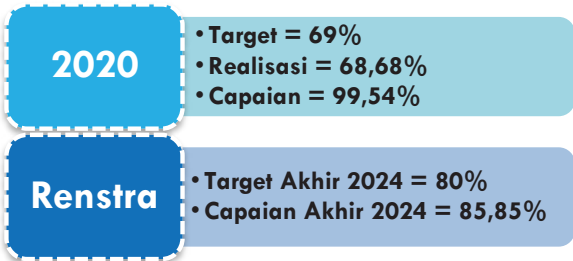 2020
• Target = 69%
• Realisasi = 68,68%
• Capaian = 99,54%
Renstra
• Target Akhir 2024 = 80%
• Capaian Akhir 2024 = 85,85%